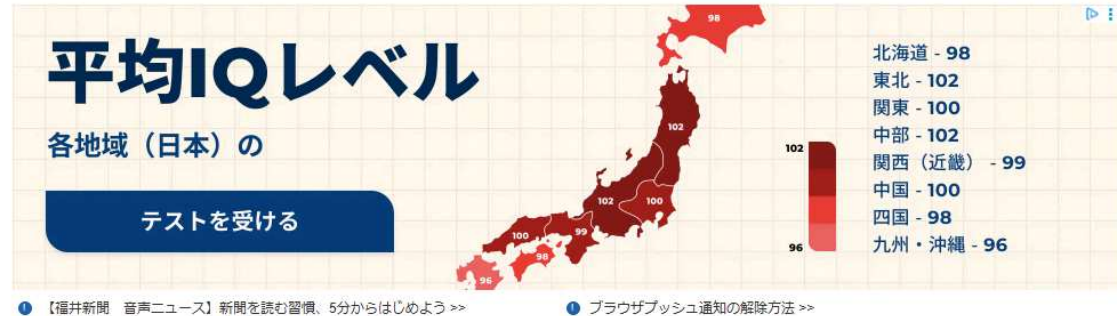 平均IQレベル
各地域（日本）の
テストを受ける
98
102
102
100
100
99
98
96
102
96
北海道 - 98
東北 - 102
関東 - 100
中部 - 102
関西（近畿） - 99
中国 - 100
四国 - 98
九州・沖縄 - 96
【福井新聞　音声ニュース】新聞を読む習慣、5分からはじめよう >>
ブラウザプッシュ通知の解除方法 >>